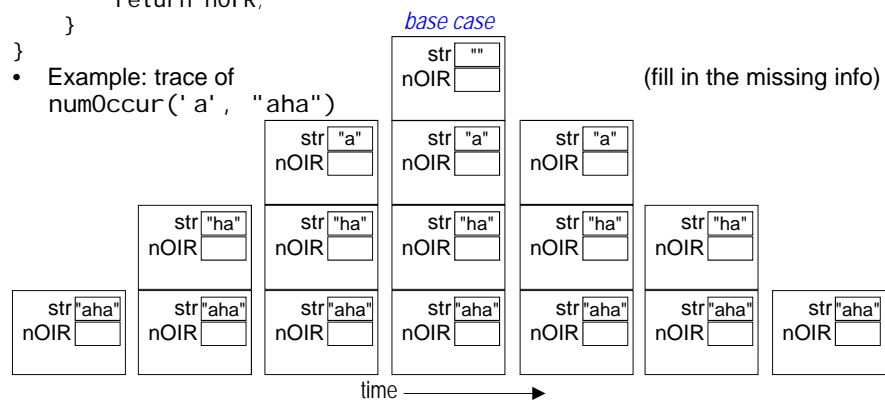 return nOIR;
}
}
base case
str ""
nOIR
• Example: trace of
numOccur('a', "aha")
(fill in the missing info)
str "a" str "a" str "a"
nOIR nOIR nOIR
str "ha" str "ha" str "ha" str "ha" str "ha"
nOIR nOIR nOIR nOIR nOIR
str "aha" str "aha" str "aha" str "aha" str "aha" str "aha" str "aha"
nOIR nOIR nOIR nOIR nOIR nOIR nOIR
time